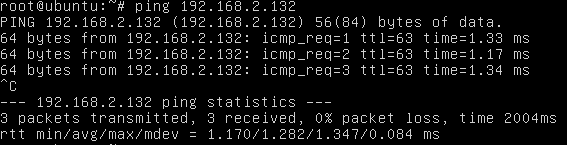 root@ubuntu:~# ping 192.168.2.132
PING 192.168.2.132 (192.168.2.132) 56(84) bytes of data.
64 bytes from 192.168.2.132: icmp_req=1 ttl=63 time=1.33 ms
64 bytes from 192.168.2.132: icmp_req=2 ttl=63 time=1.17 ms
64 bytes from 192.168.2.132: icmp_req=3 ttl=63 time=1.34 ms
^C
--- 192.168.2.132 ping statistics ---
3 packets transmitted, 3 received, 0% packet loss, time 2004ms
rtt min/avg/max/mdev = 1.170/1.282/1.347/0.084 ms